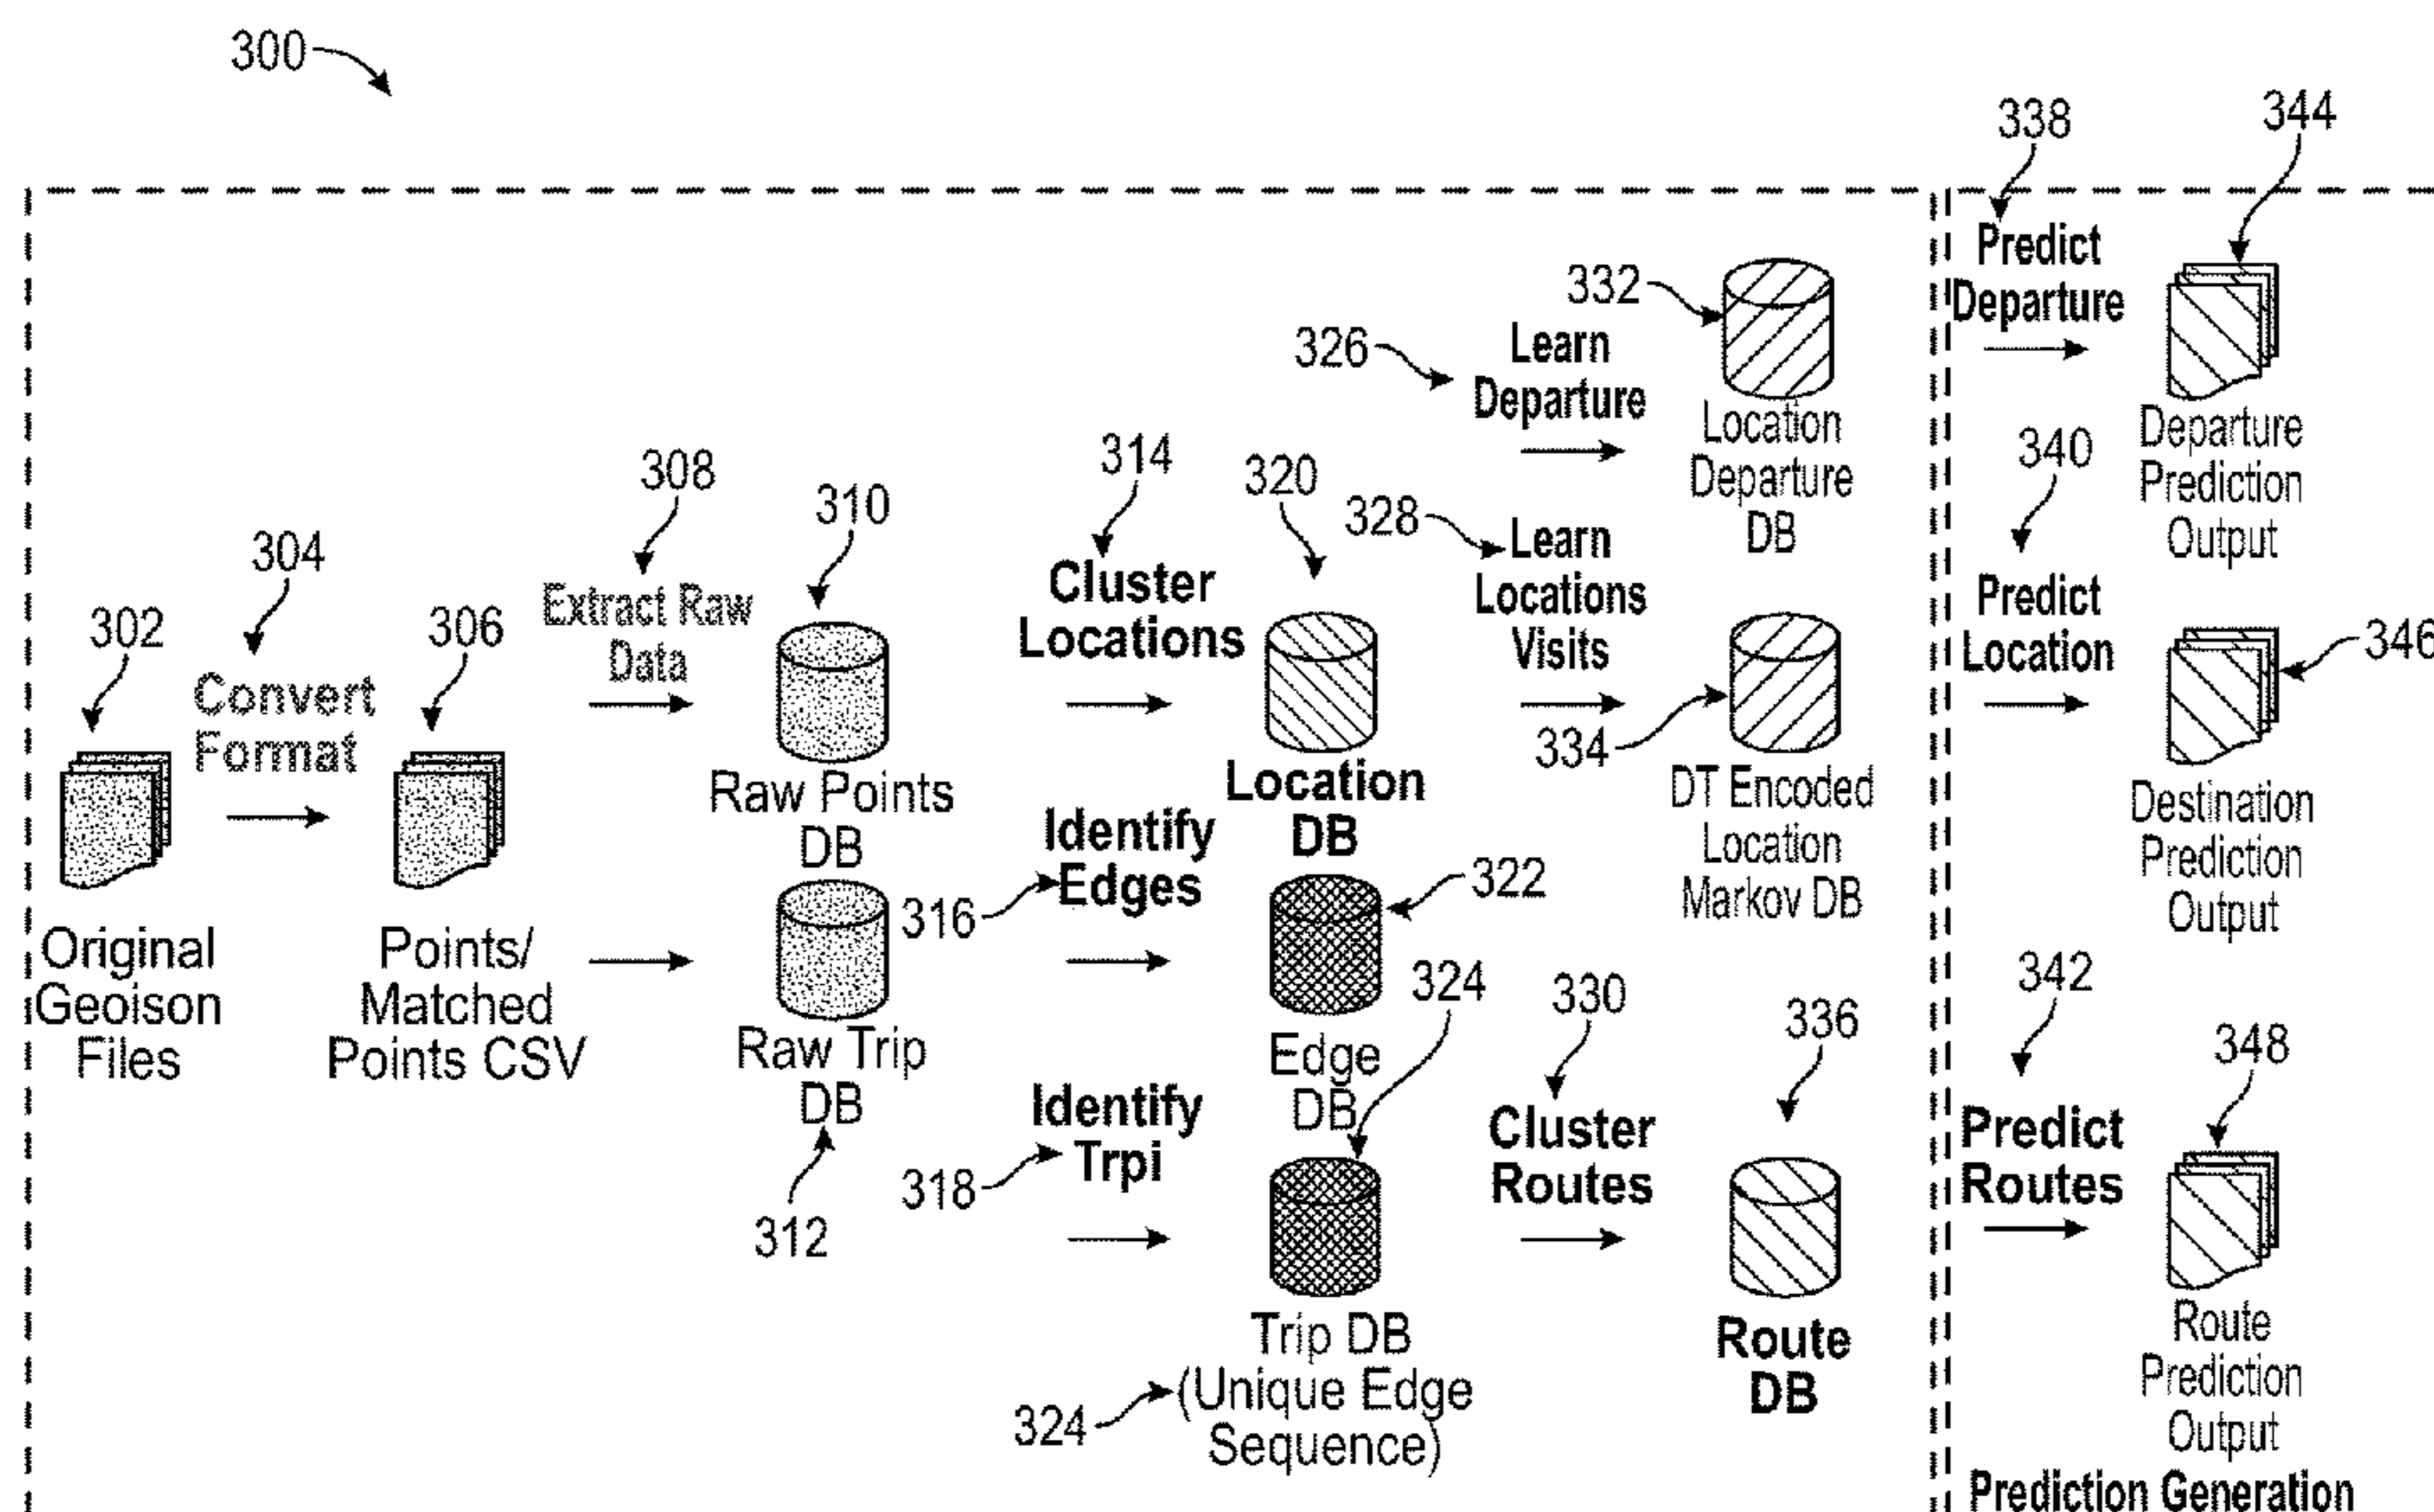 300
338
344
Predict
Departure
332
326
Learn
Departure
Location
Departure
DB
Departure
Prediction
Output
340
308
314
320
310
328
Learn
Locations
Visits
304
Extract Raw
Data
Cluster
Locations
Predict
Location
346
302
306
Convert
Format
334
Raw Points
DB
Location
DB
DT Encoded
Location
Markov DB
Destination
Prediction
Output
Identify
Edges
316
322
Original
Geoison
Files
Points/
Matched
Points CSV
324
330
342
336
348
Raw Trip
DB
312
Edge
DB
Identify
Trpi
318
Cluster
Routes
Predict
Routes
Trip DB
(Unique Edge
Sequence)
324
Route
DB
Route
Prediction
Output
Prediction Generation